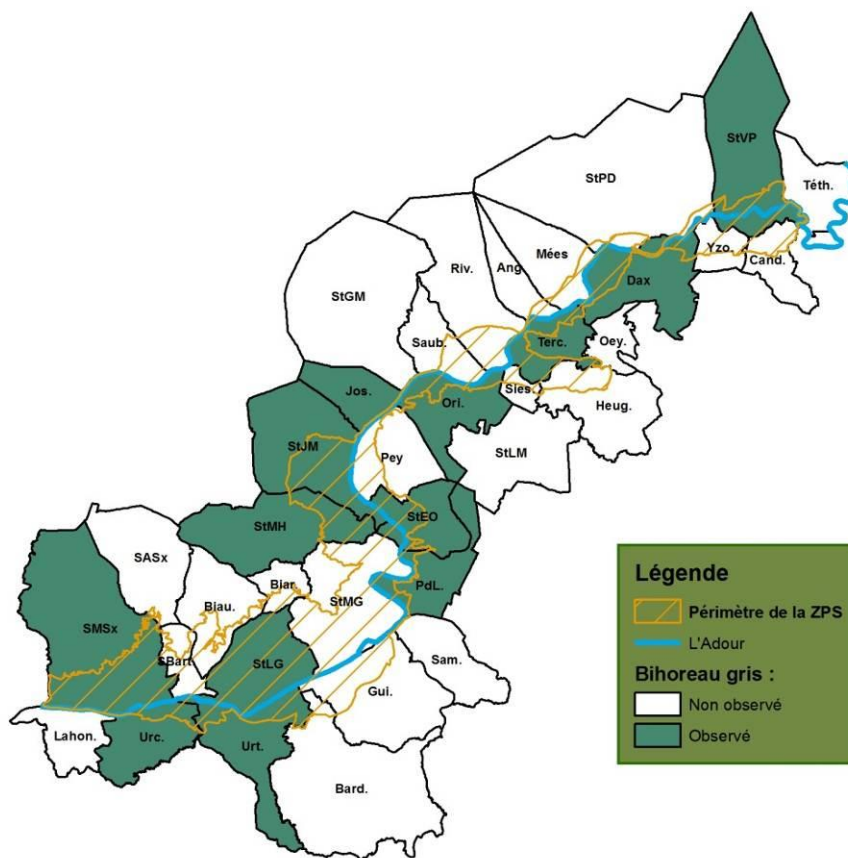 StVP
Téth.
StPD
Yzo.
Cand.
Mées
Ang
Riv.
Dax
StGM
Saub.
Terc.
Oey.
Sies.
Heug.
Jos.
Ori.
StJM
Pey
StLM
StMH
StEO
SASx
Biar.
StMG
PdL.
Biau.
SMSx
SBart.
StLG
Sam.
Gui.
Lahon.
Urc.
Urt.
Bard.
Légende
Périmètre de la ZPS
L'Adour
Bihoreau gris :
Non observé
Observé